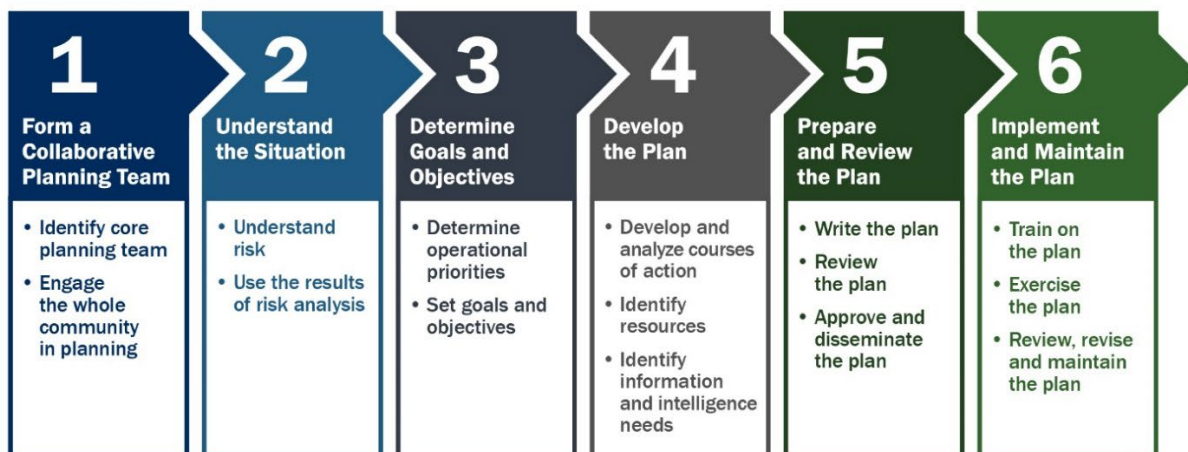 1
Form a
Collaborative
Planning Team
• Identify core
planning team
• Engage
the whole
community
in planning
2
Understand
the Situation
• Understand
risk
• Use the results
of risk analysis
3
Determine
Goals and
Objectives
• Determine
operational
priorities
• Set goals and
objectives
4
Develop
the Plan
• Develop and
analyze courses
of action
• Identify
resources
• Identify
information
and intelligence
needs
5
Prepare
and Review
the Plan
• Write the plan
• Review
the plan
• Approve and
disseminate
the plan
6
Implement
and Maintain
the Plan
• Train on
the plan
• Exercise
the plan
• Review, revise
and maintain
the plan